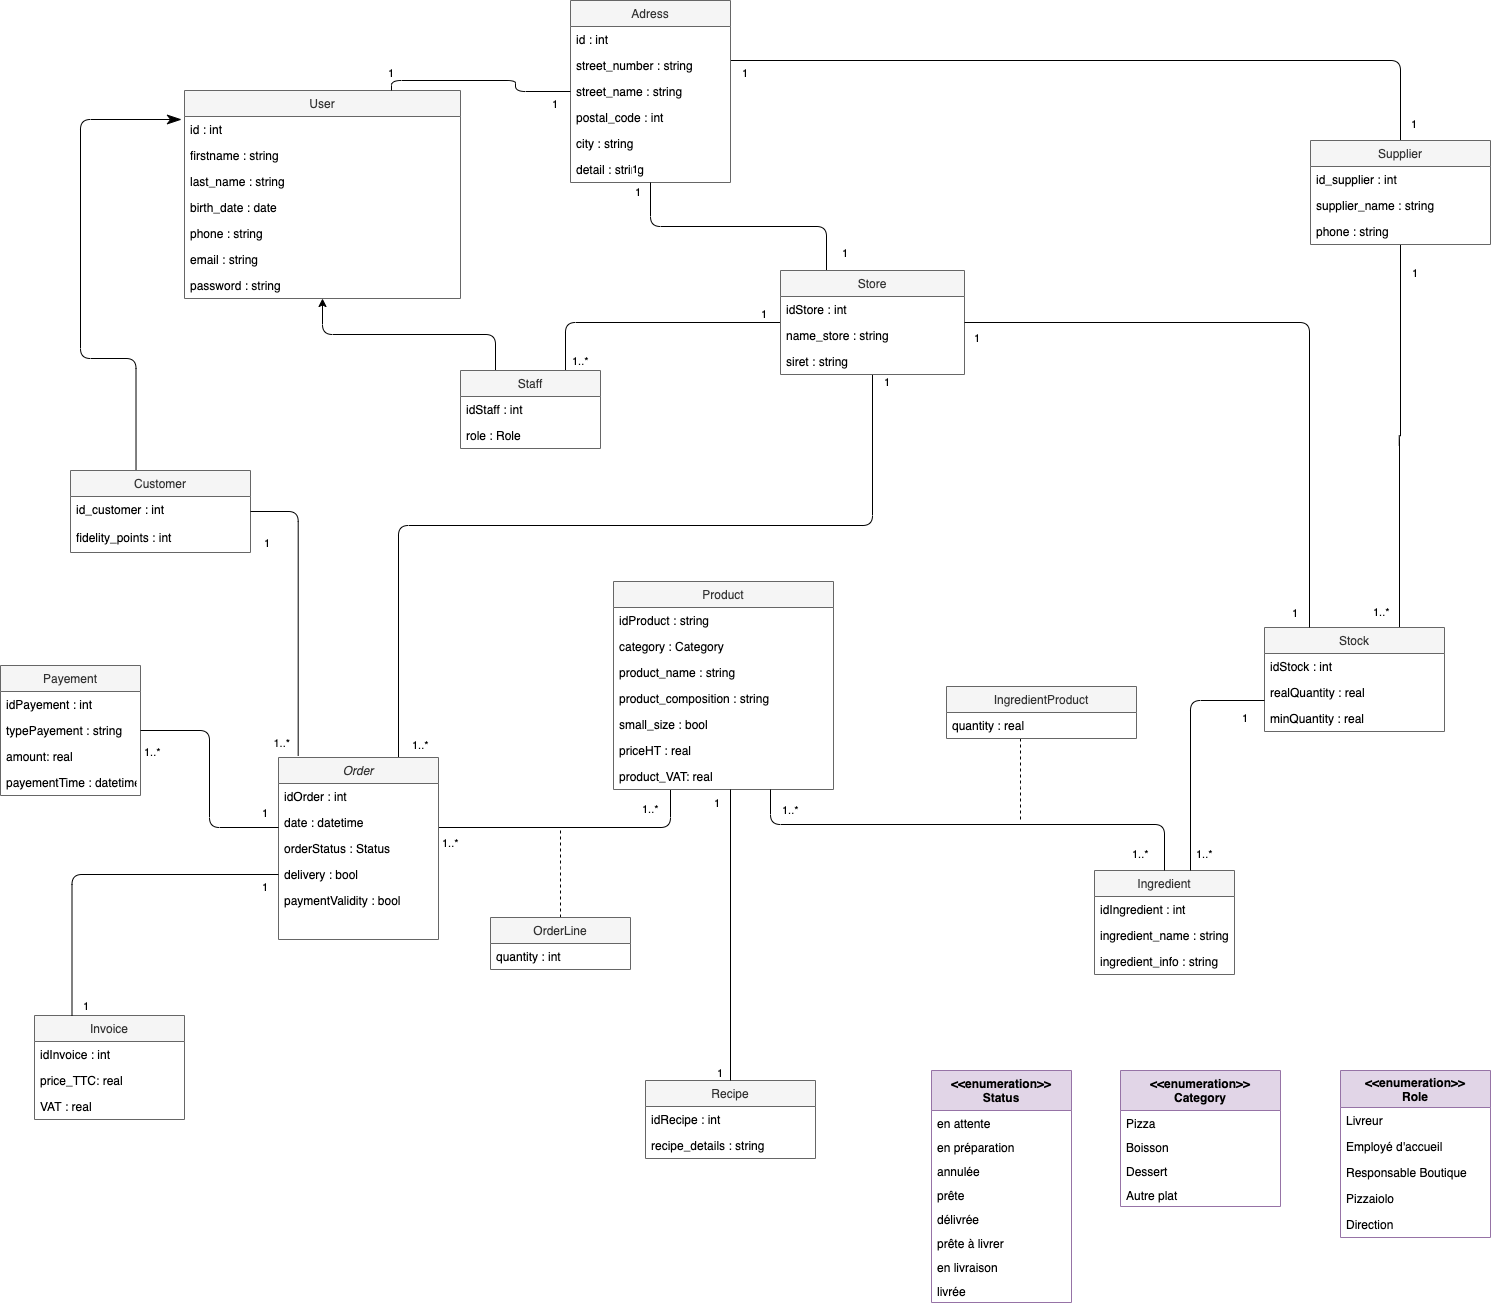 Adress
id : int
street_number : string
street_name : string
postal_code : int
city : string
detail : string
1
1
1
1
1
1
User
id : int
firstname : string
last_name : string
birth_date : date
phone : string
email : string
password : string
Supplier
id_supplier : int
supplier_name : string
phone : string
1
1
Store
idStore : int
name_store : string
siret : string
1
1
1
1..*
Staff
idStaff : int
role : Role
Customer
id_customer : int
fidelity_points : int
1
Product
idProduct : string
category : Category
product_name : string
product_composition : string
small_size : bool
priceHT : real
product_VAT: real
1
1..*
Stock
idStock : int
realQuantity : real
minQuantity : real
1
Payement
idPayement : int
typePayement : string
amount: real
payementTime : datetime
1..*
1..*
1..*
1
IngredientProduct
quantity : real
Order
idOrder : int
date : datetime
orderStatus : Status
delivery : bool
paymentValidity : bool
1..*
1
1..*
1..*
1
1..*
1..*
Ingredient
idIngredient : int
ingredient_name : string
ingredient_info : string
OrderLine
quantity : int
1
Invoice
idInvoice : int
price_TTC: real
VAT : real
1
Recipe
idRecipe : int
recipe_details : string
<<enumeration>>
Status
en attente
en préparation
annulée
prête
délivrée
prête à livrer
en livraison
livrée
<<enumeration>>
Category
Pizza
Boisson
Dessert
Autre plat
<<enumeration>>
Role
Livreur
Employé d'accueil
Responsable Boutique
Pizzaiolo
Direction